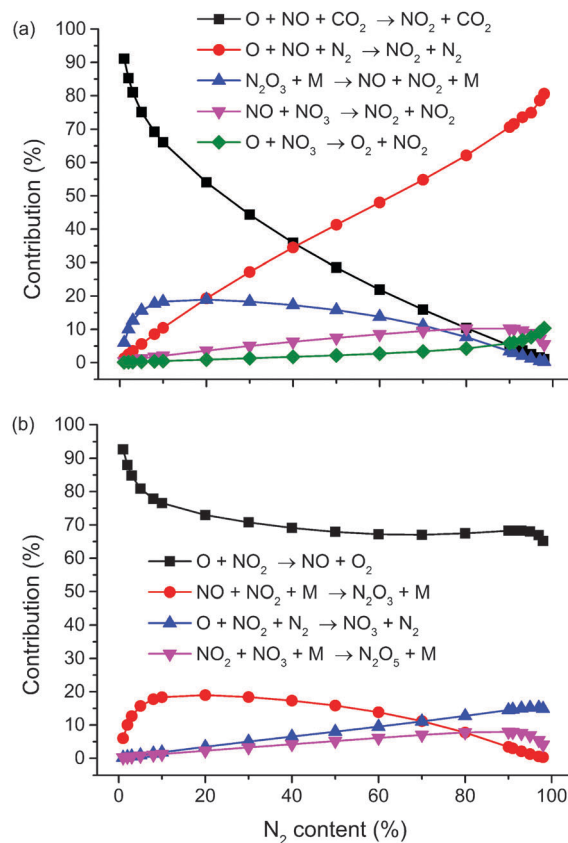 (a)
O + NO + CO₂ → NO₂ + CO₂
O + NO + N₂ → NO₂ + N₂
N₂O₃ + M → NO + NO₂ + M
NO + NO₃ → NO₂ + NO₂
O + NO₃ → O₂ + NO₂
Contribution (%)
100
90
80
70
60
50
40
30
20
10
0
(b)
O + NO₂ → NO + O₂
NO + NO₂ + M → N₂O₃ + M
O + NO₂ + N₂ → NO₃ + N₂
NO₂ + NO₃ + M → N₂O₅ + M
Contribution (%)
100
90
80
70
60
50
40
30
20
10
0
0 20 40 60 80 100
N₂ content (%)